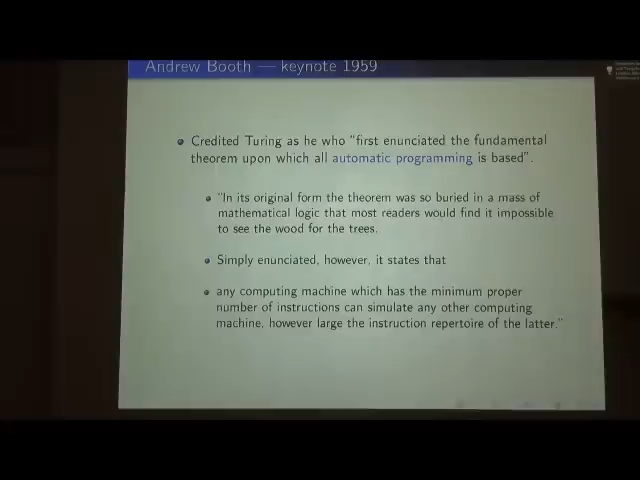 Andrew Booth — keynote 1959
Credited Turing as he who "first enunciated the fundamental
theorem upon which all automatic programming is based".
"In its original form the theorem was so buried in a mass of
mathematical logic that most readers would find it impossible
to see the wood for the trees.
Simply enunciated, however, it states that
any computing machine which has the minimum proper
number of instructions can simulate any other computing
machine, however large the instruction repertoire of the latter."